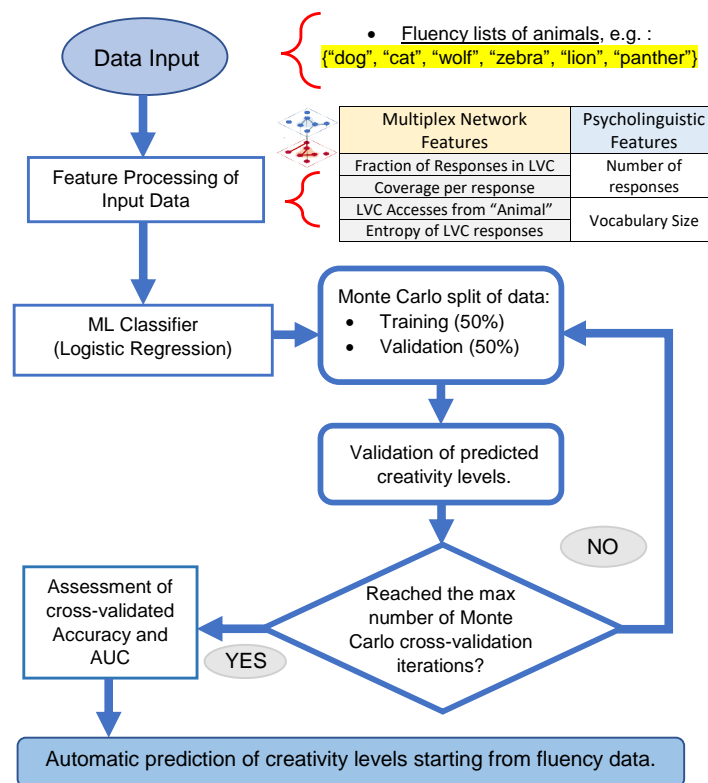 Data Input
• Fluency lists of animals, e.g. :
{“dog”, “cat”, “wolf”, “zebra”, “lion”, “panther”}
Feature Processing of
Input Data
Multiplex Network
Features
Psycholinguistic
Features
Fraction of Responses in LVC
Coverage per response
Number of
responses
LVC Accesses from “Animal”
Entropy of LVC responses
Vocabulary Size
ML Classifier
(Logistic Regression)
Monte Carlo split of data:
• Training (50%)
• Validation (50%)
Validation of predicted
creativity levels.
NO
Reached the max
number of Monte
Carlo cross-validation
iterations?
YES
Assessment of
cross-validated
Accuracy and
AUC
Automatic prediction of creativity levels starting from fluency data.